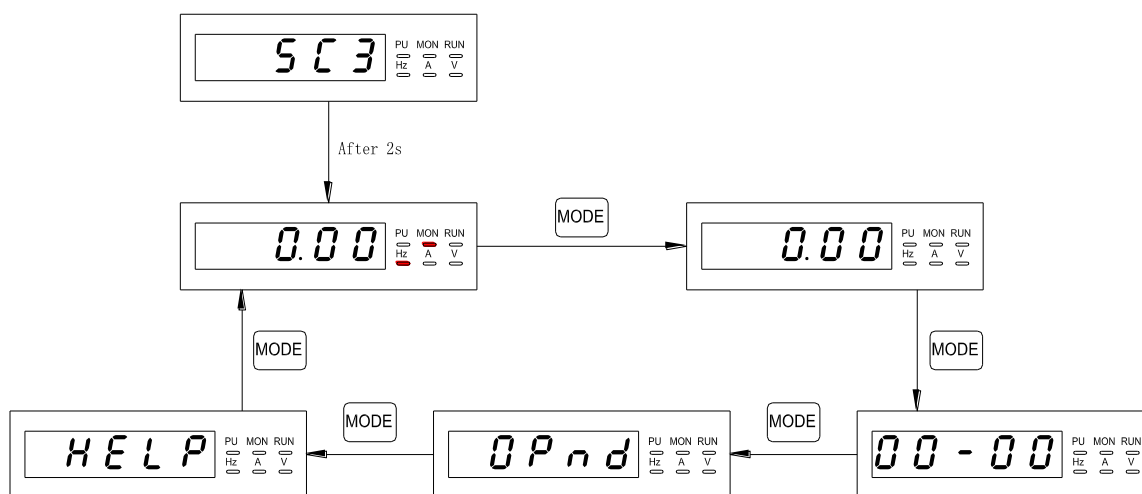 SC3
PU MON RUN
Hz A V
After 2s
0.00
PU MON RUN
Hz A V
MODE
0.00
PU MON RUN
Hz A V
MODE
MODE
HELP
PU MON RUN
Hz A V
MODE
OPnd
PU MON RUN
Hz A V
MODE
00-00
PU MON RUN
Hz A V